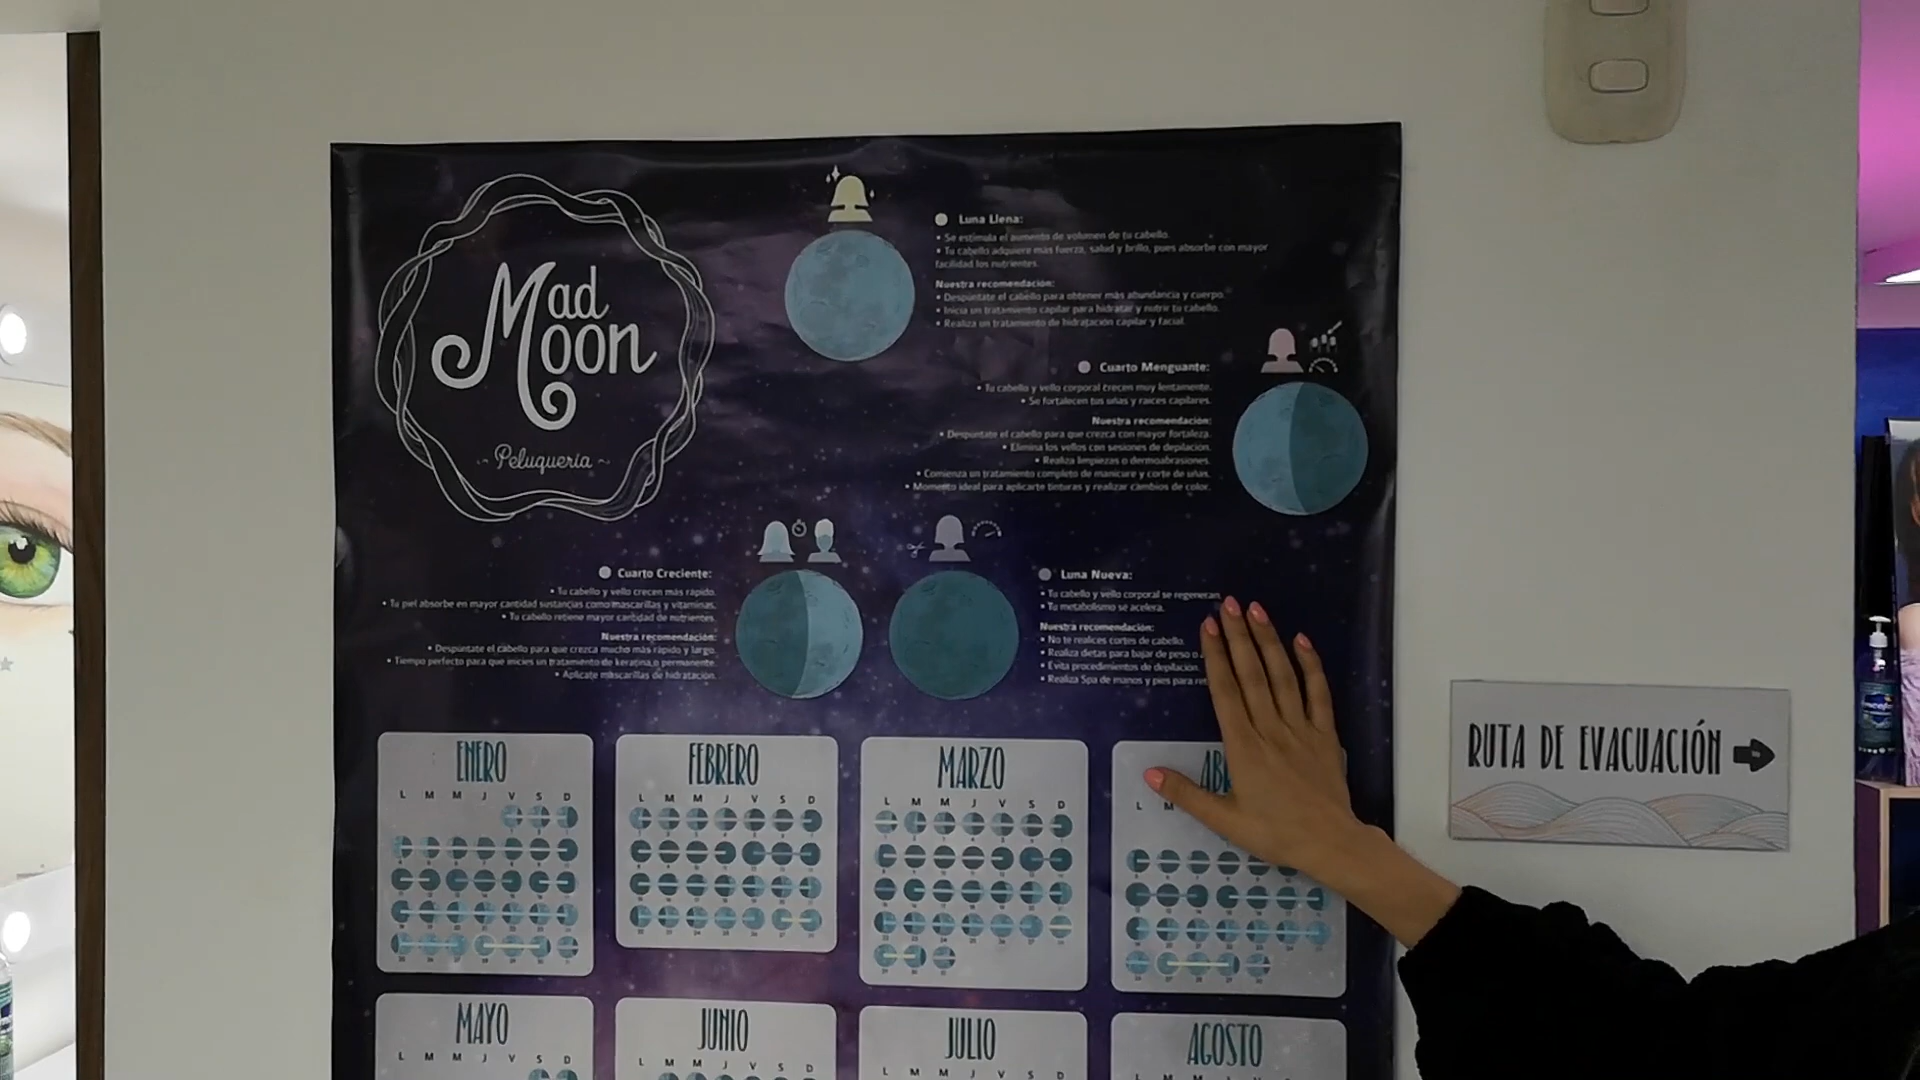 Mad
Moon
~ Peluquería ~
Luna Llena:
• Se estimula el aumento de volumen de tu cabello.
• Tu cabello adquiere más fuerza, salud y brillo, pues absorbe con mayor
facilidad los nutrientes.
Nuestra recomendación:
• Despúntate el cabello para obtener más abundancia y cuerpo.
• Inicia un tratamiento capilar para hidratar y nutrir tu cabello.
• Realiza un tratamiento de hidratación capilar y facial.
Cuarto Menguante:
• Tu cabello y vello corporal crecen muy lentamente.
• Se fortalecen tus uñas y raíces capilares.
Nuestra recomendación:
• Despúntate el cabello para que crezca con mayor fortaleza.
• Elimina los vellos con sesiones de depilación.
• Realiza limpiezas o dermoabrasiones.
• Comienza un tratamiento completo de manicure y corte de uñas.
• Momento ideal para aplicarte tinturas y realizar cambios de color.
Cuarto Creciente:
• Tu cabello y vello crecen más rápido.
• Tu piel absorbe en mayor cantidad sustancias como mascarillas y vitaminas.
• Tu cabello retiene mayor cantidad de nutrientes.
Nuestra recomendación:
• Despúntate el cabello para que crezca mucho más rápido y largo.
• Tiempo perfecto para que inicies un tratamiento de keratina o permanente.
• Aplícate mascarillas de hidratación.
Luna Nueva:
• Tu cabello y vello corporal se regeneran.
• Tu metabolismo se acelera.
Nuestra recomendación:
• No te realices cortes de cabello.
• Realiza dietas para bajar de peso o
• Evita procedimientos de depilación.
• Realiza Spa de manos y pies para
ENERO
L M M J V S D
FEBRERO
L M M J V S D
MARZO
L M M J V S D
AB
L M
MAYO
L M M J V S D
JUNIO
L M M J V S D
JULIO
L M M J V S D
AGOSTO
L M M J V S D
RUTA DE EVACUACIÓN